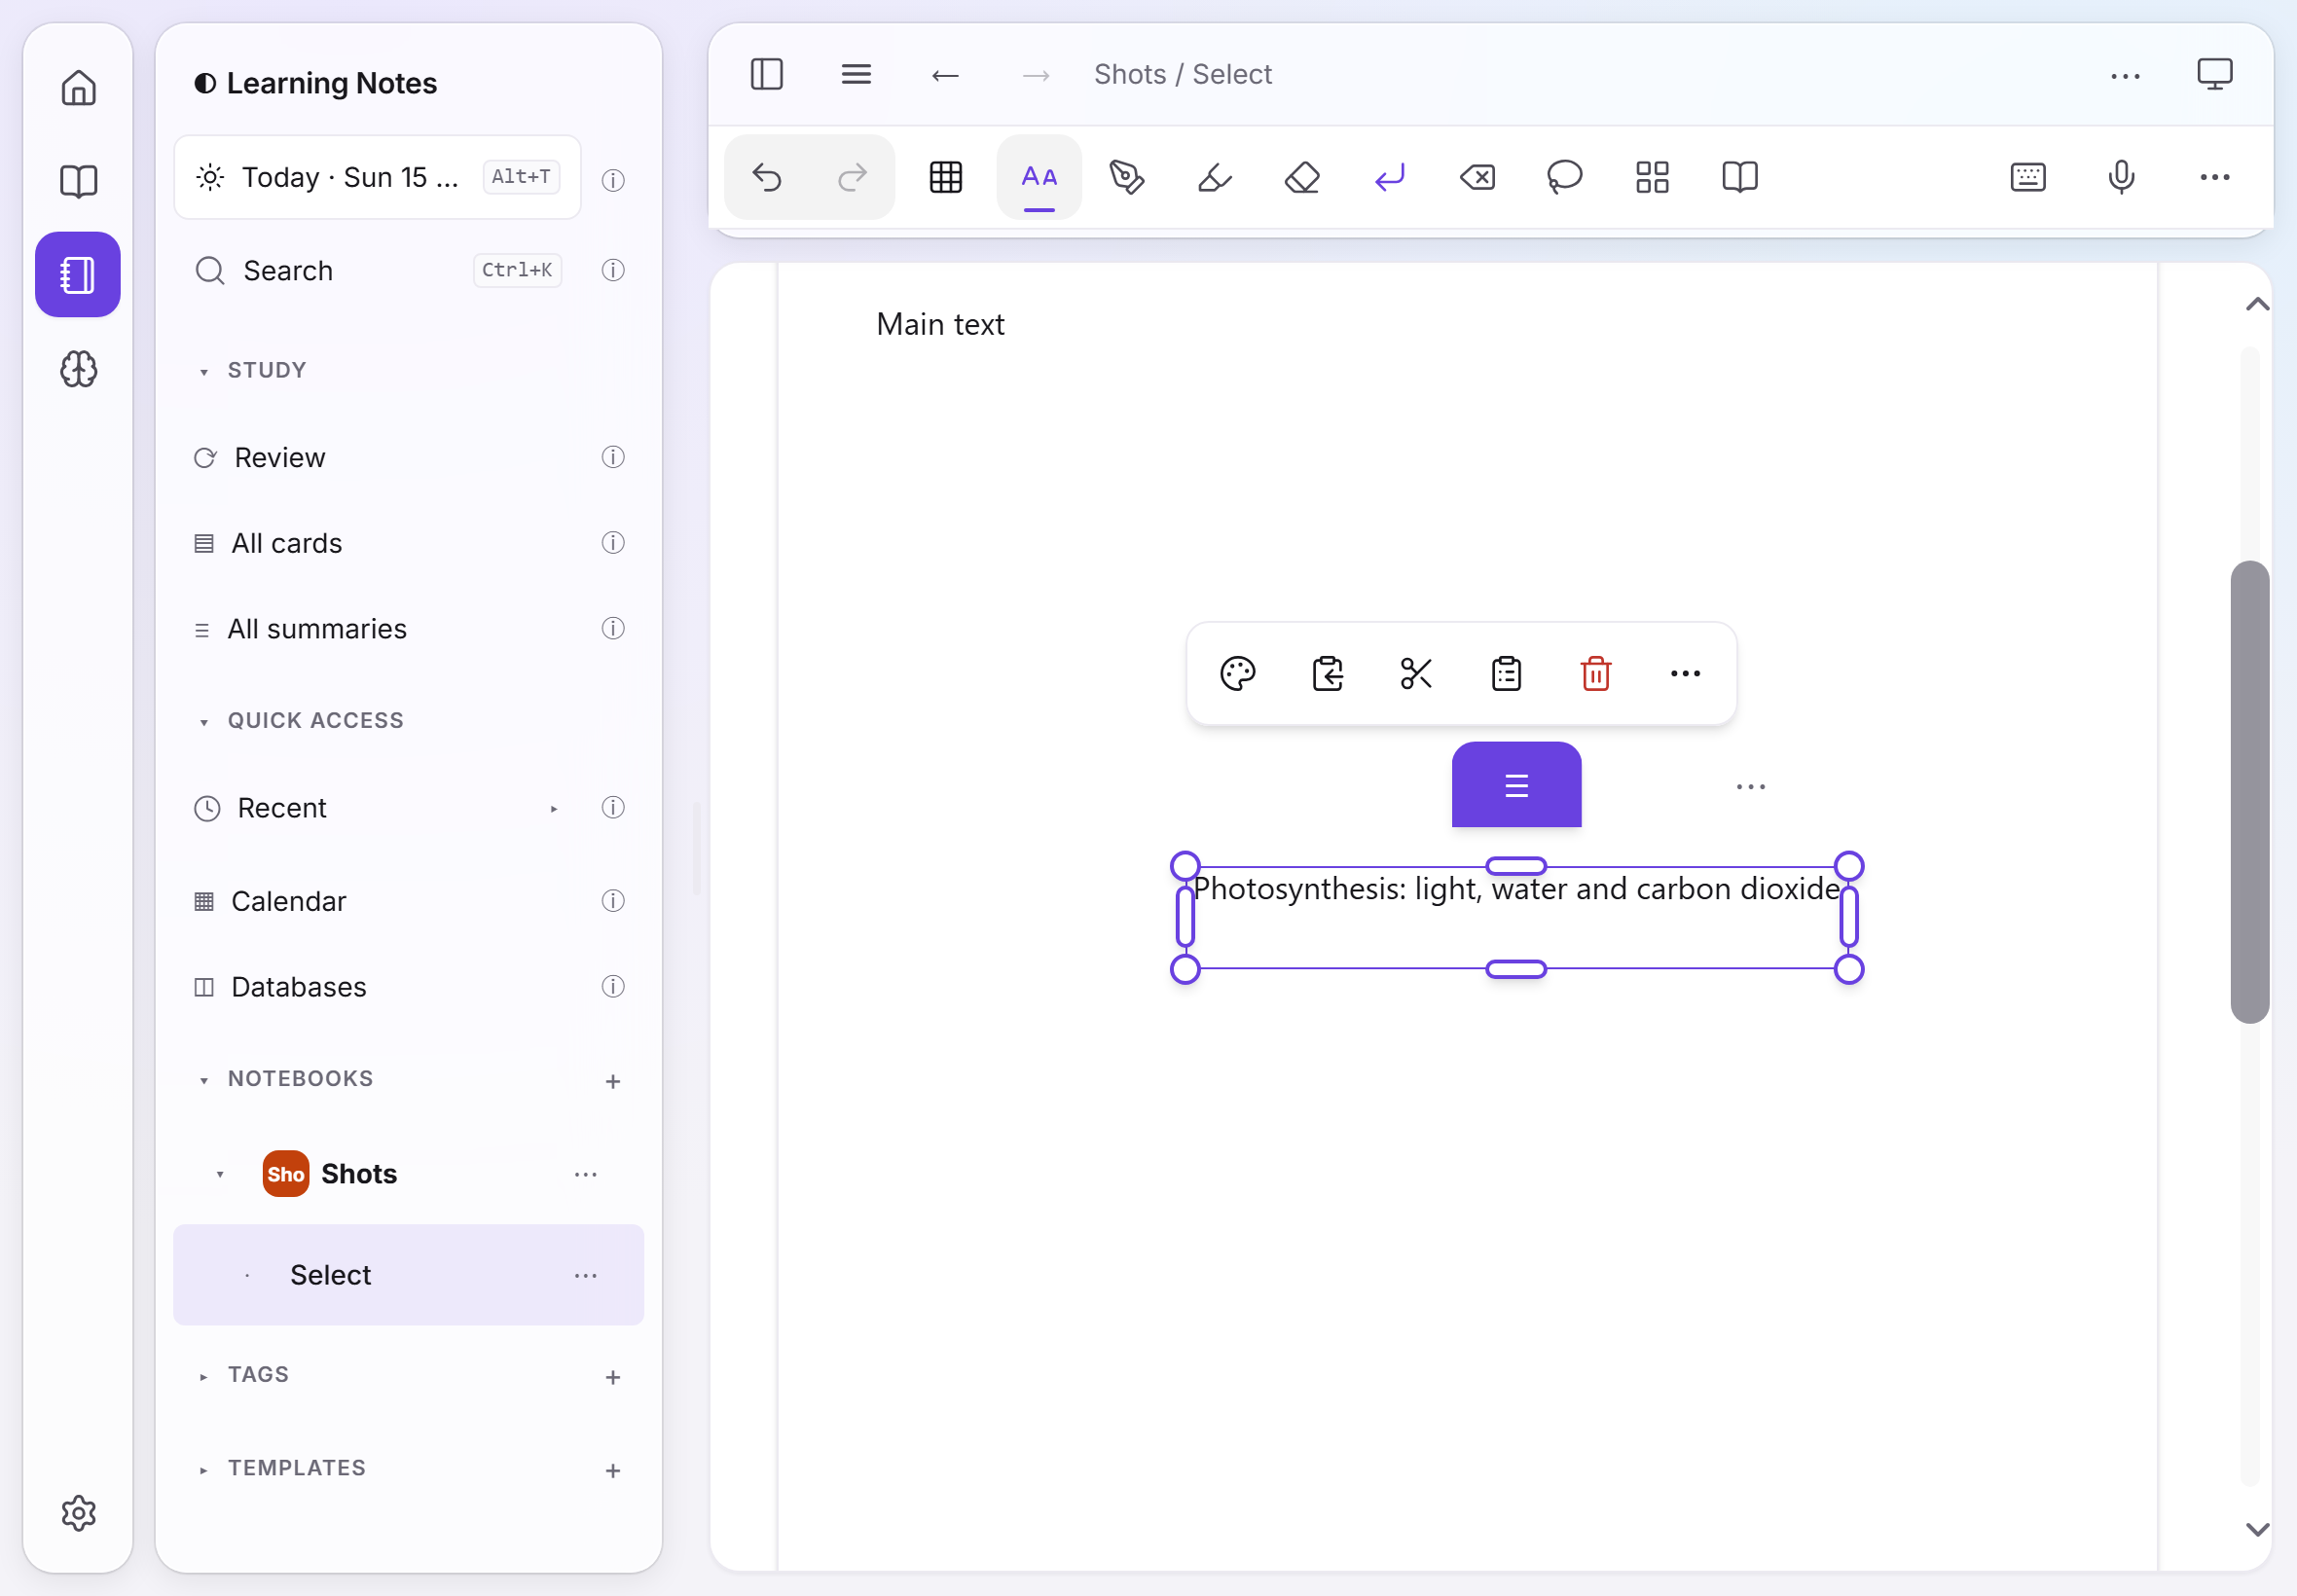 Learning Notes
Today · Sun 15 ... Alt+T
Search Ctrl+K
STUDY
Review
All cards
All summaries
QUICK ACCESS
Recent
Calendar
Databases
NOTEBOOKS
Sho Shots
Select
TAGS
TEMPLATES
Shots / Select
Main text
Photosynthesis: light, water and carbon dioxide